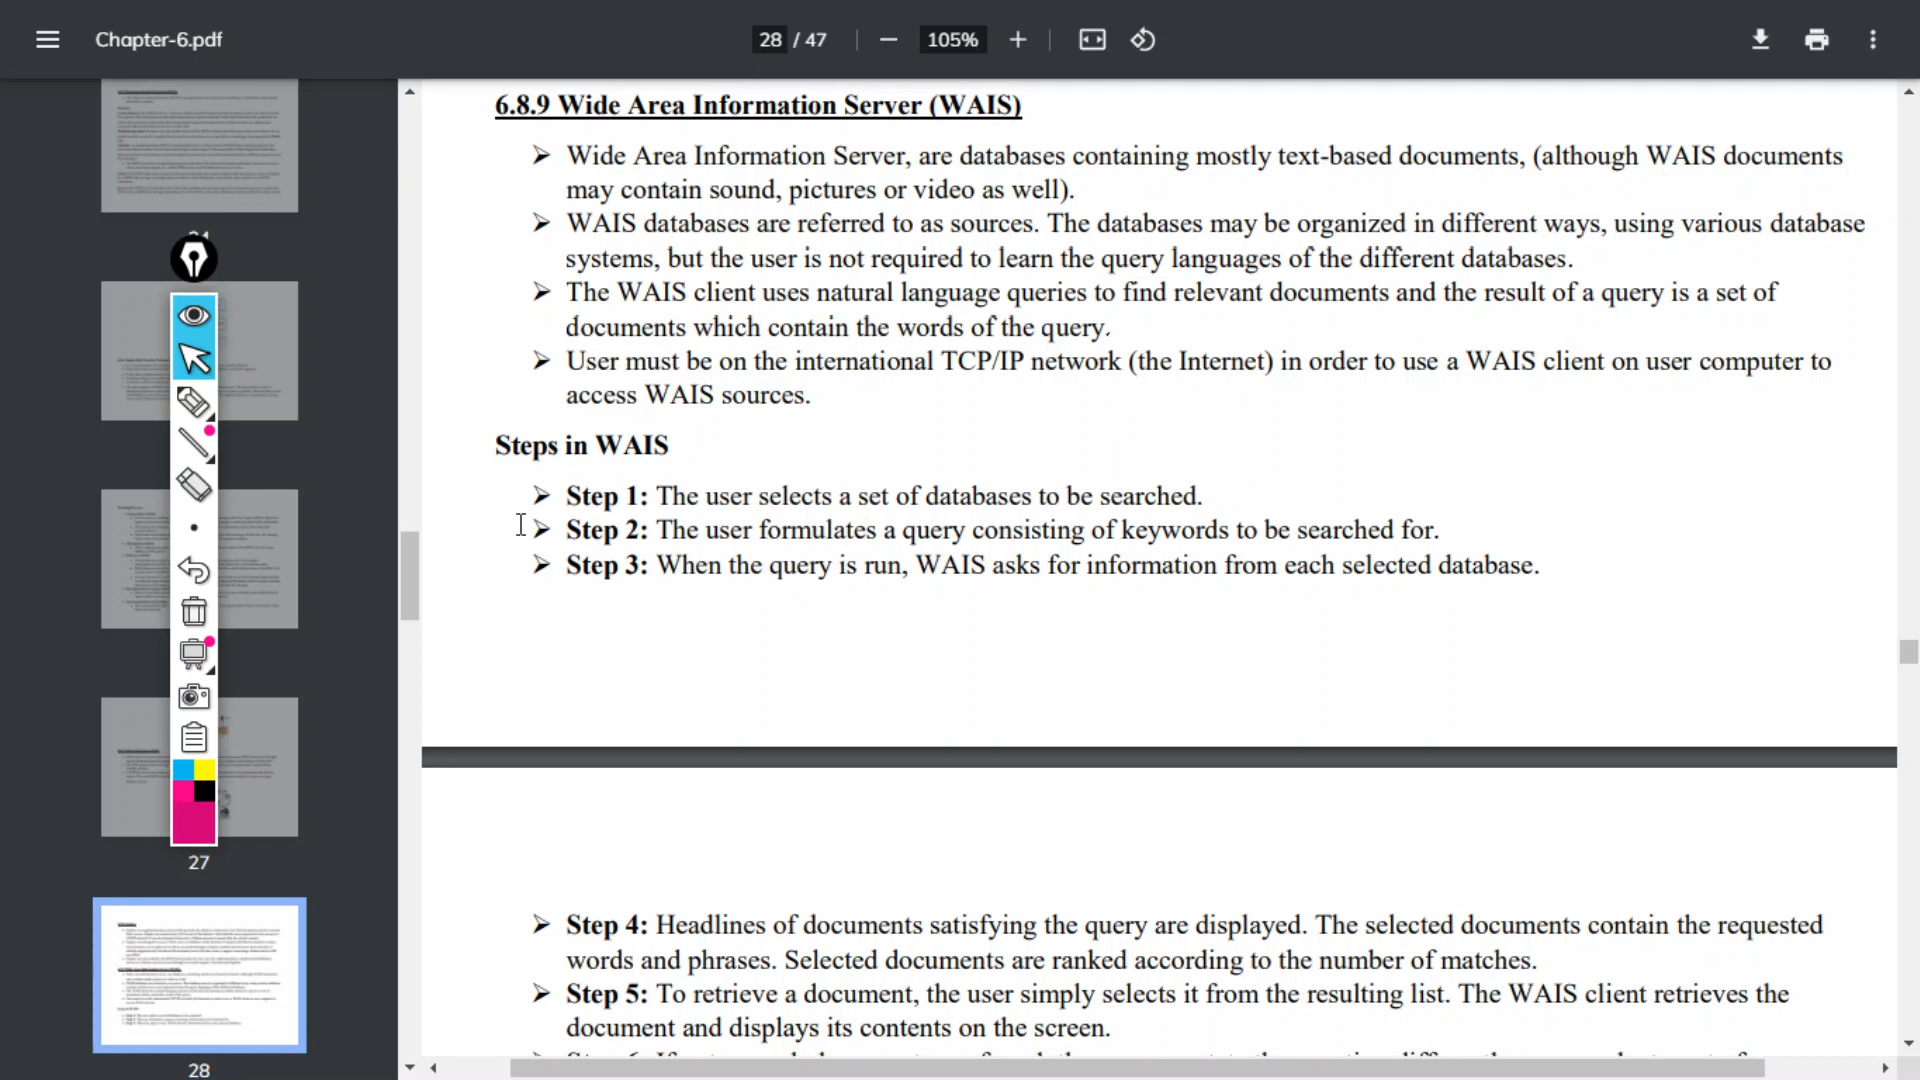 Chapter-6.pdf
28 / 47
105%
27
28
6.8.9 Wide Area Information Server (WAIS)
➢ Wide Area Information Server, are databases containing mostly text-based documents, (although WAIS documents
may contain sound, pictures or video as well).
➢ WAIS databases are referred to as sources. The databases may be organized in different ways, using various database
systems, but the user is not required to learn the query languages of the different databases.
➢ The WAIS client uses natural language queries to find relevant documents and the result of a query is a set of
documents which contain the words of the query.
➢ User must be on the international TCP/IP network (the Internet) in order to use a WAIS client on user computer to
access WAIS sources.
Steps in WAIS
➢ Step 1: The user selects a set of databases to be searched.
➢ Step 2: The user formulates a query consisting of keywords to be searched for.
➢ Step 3: When the query is run, WAIS asks for information from each selected database.
➢ Step 4: Headlines of documents satisfying the query are displayed. The selected documents contain the requested
words and phrases. Selected documents are ranked according to the number of matches.
➢ Step 5: To retrieve a document, the user simply selects it from the resulting list. The WAIS client retrieves the
document and displays its contents on the screen.